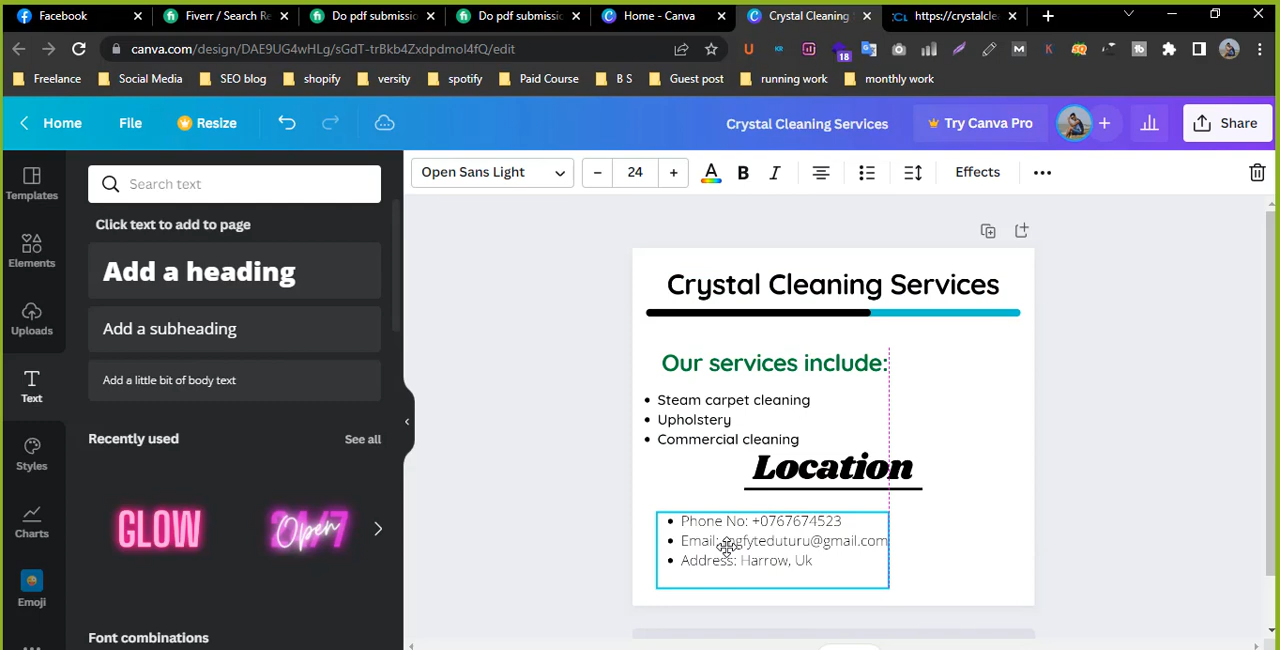 Facebook
Fiverr / Search Re
Do pdf submissio
Do pdf submissio
Home - Canva
Crystal Cleaning
https://crystalcle
canva.com/design/DAE9UG4wHLg/sGdT-trBkb4Zxdpdmol4fQ/edit
18
Freelance
Social Media
SEO blog
shopify
versity
spotify
Paid Course
B S
Guest post
running work
monthly work
Home
File
Resize
Crystal Cleaning Services
Try Canva Pro
Share
Templates
Elements
Uploads
Text
Styles
Charts
Emoji
Search text
Click text to add to page
Add a heading
Add a subheading
Add a little bit of body text
Recently used
See all
GLOW
Open
24/7
Font combinations
Open Sans Light
24
Effects
Crystal Cleaning Services
Our services include:
Steam carpet cleaning
Upholstery
Commercial cleaning
Location
Phone No: +0767674523
Email:
Address: Harrow, Uk